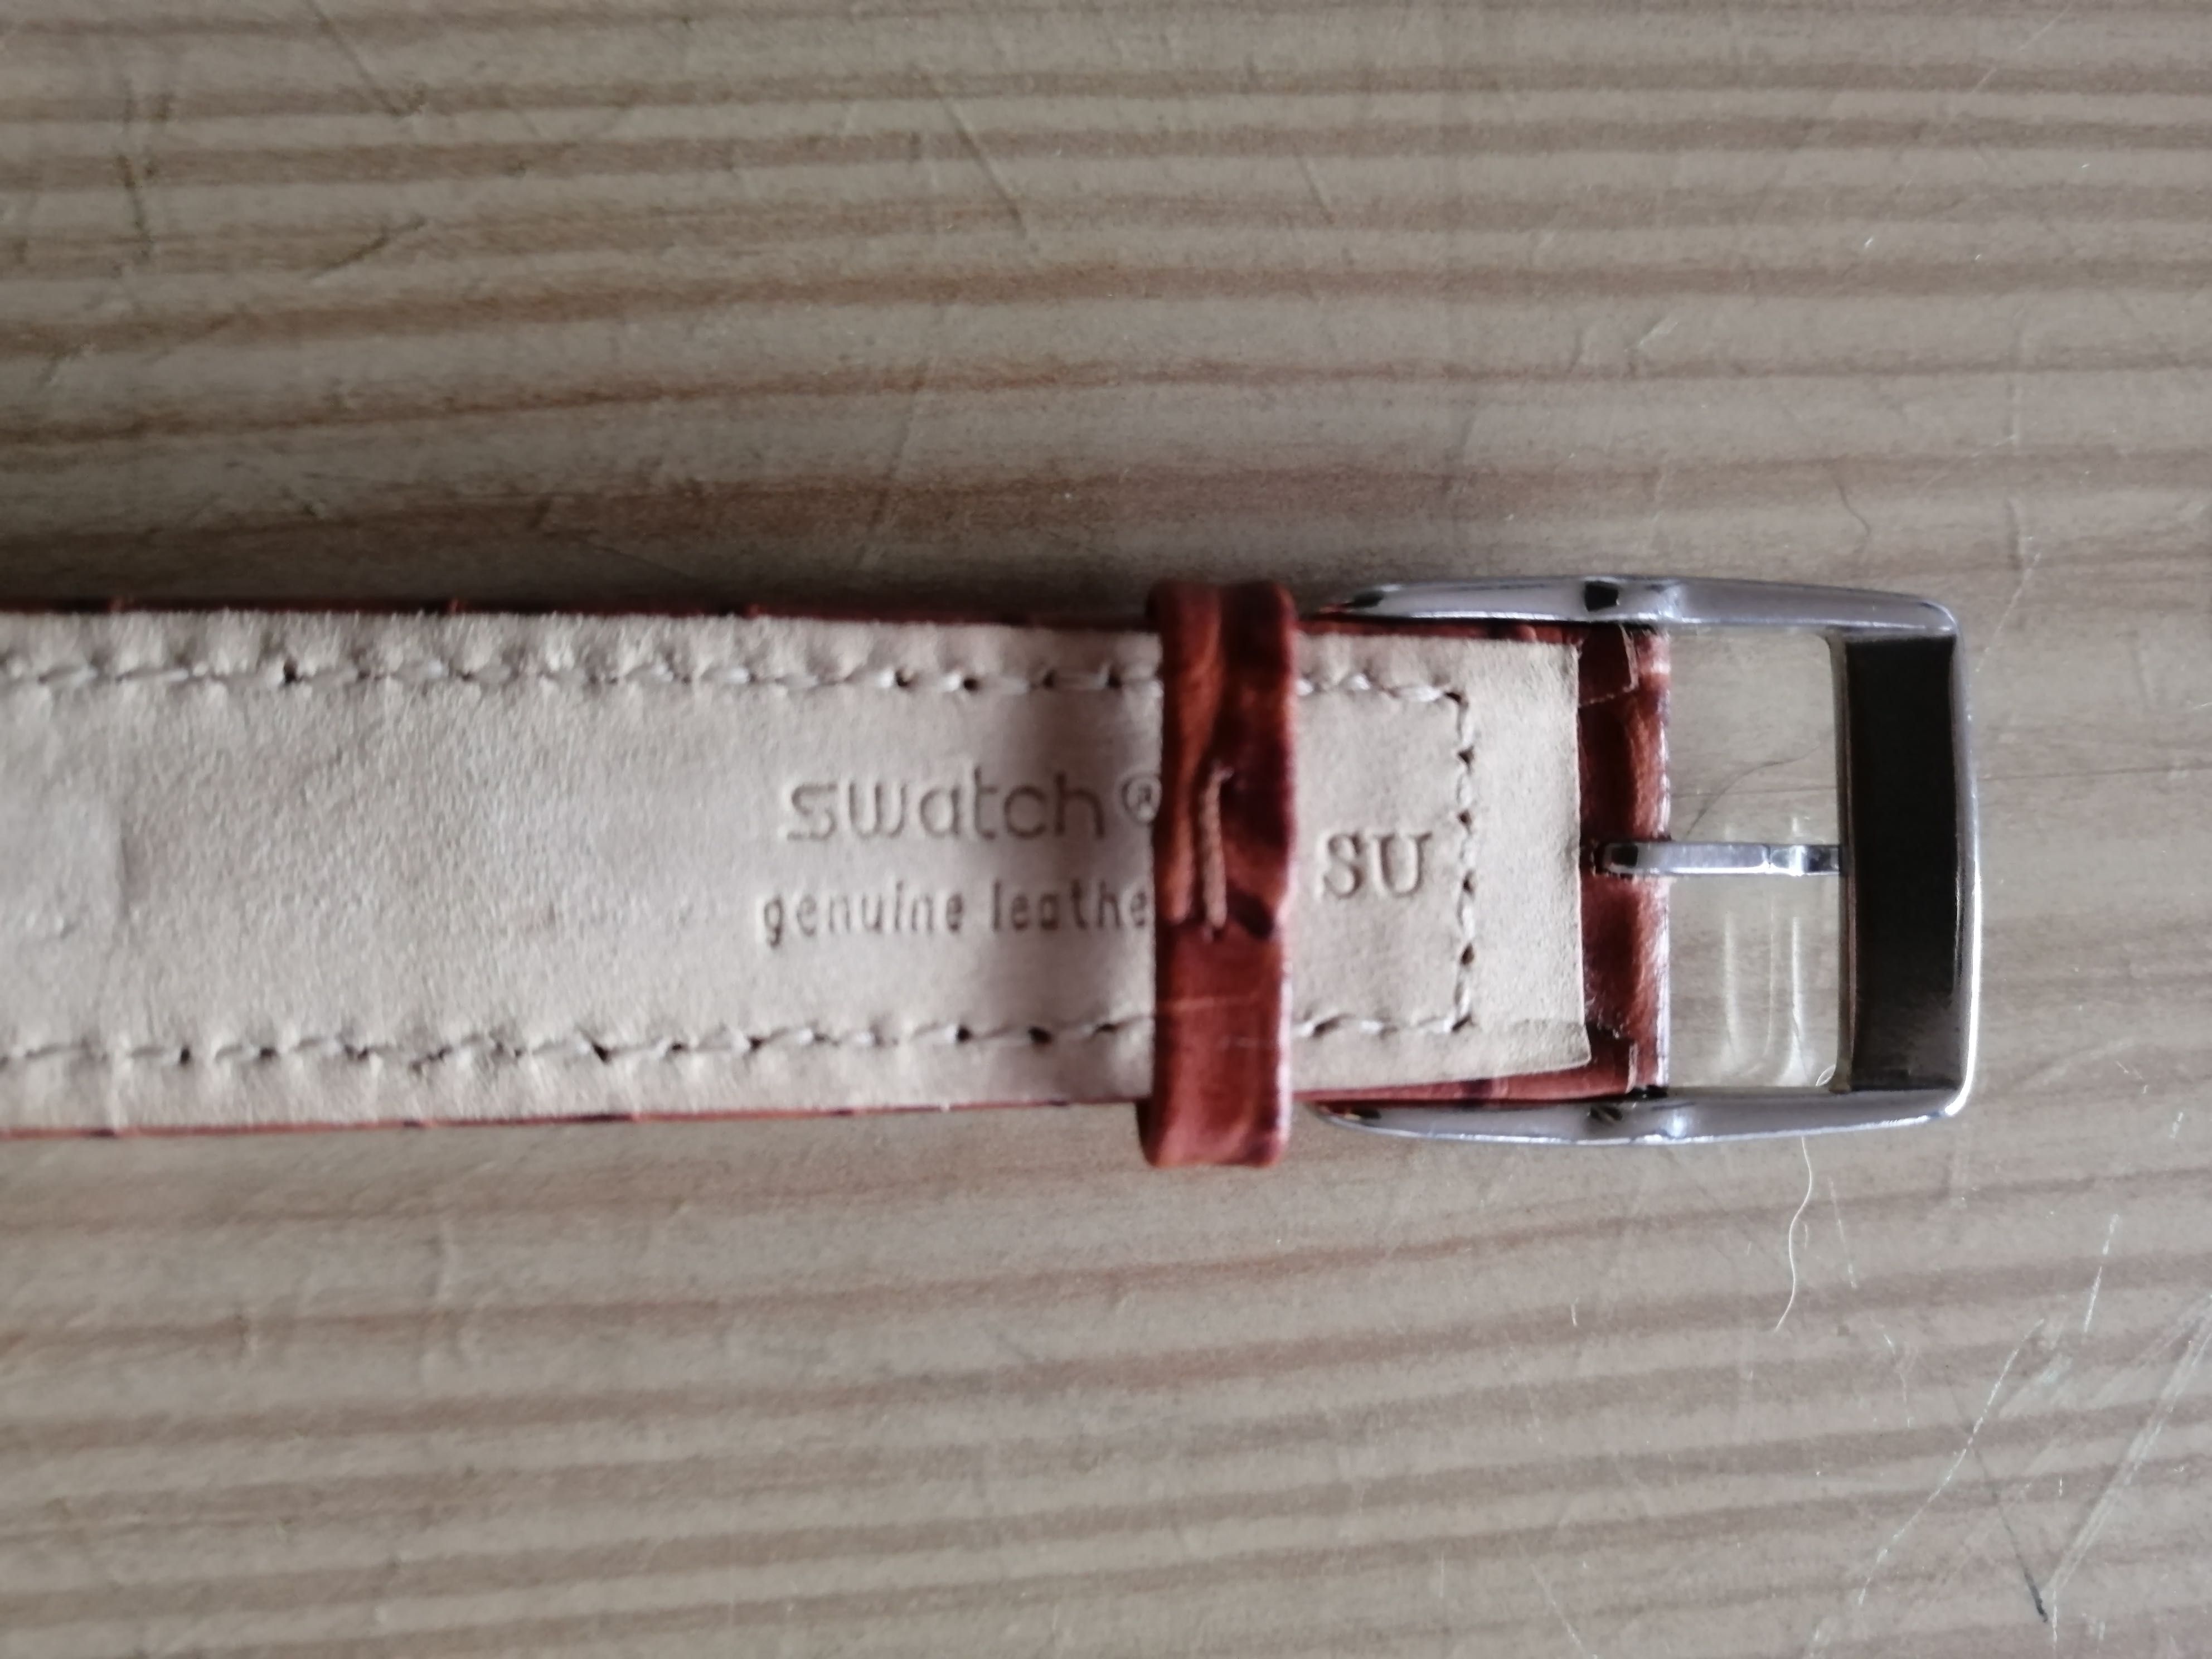 swatch®
genuine leathe
SU